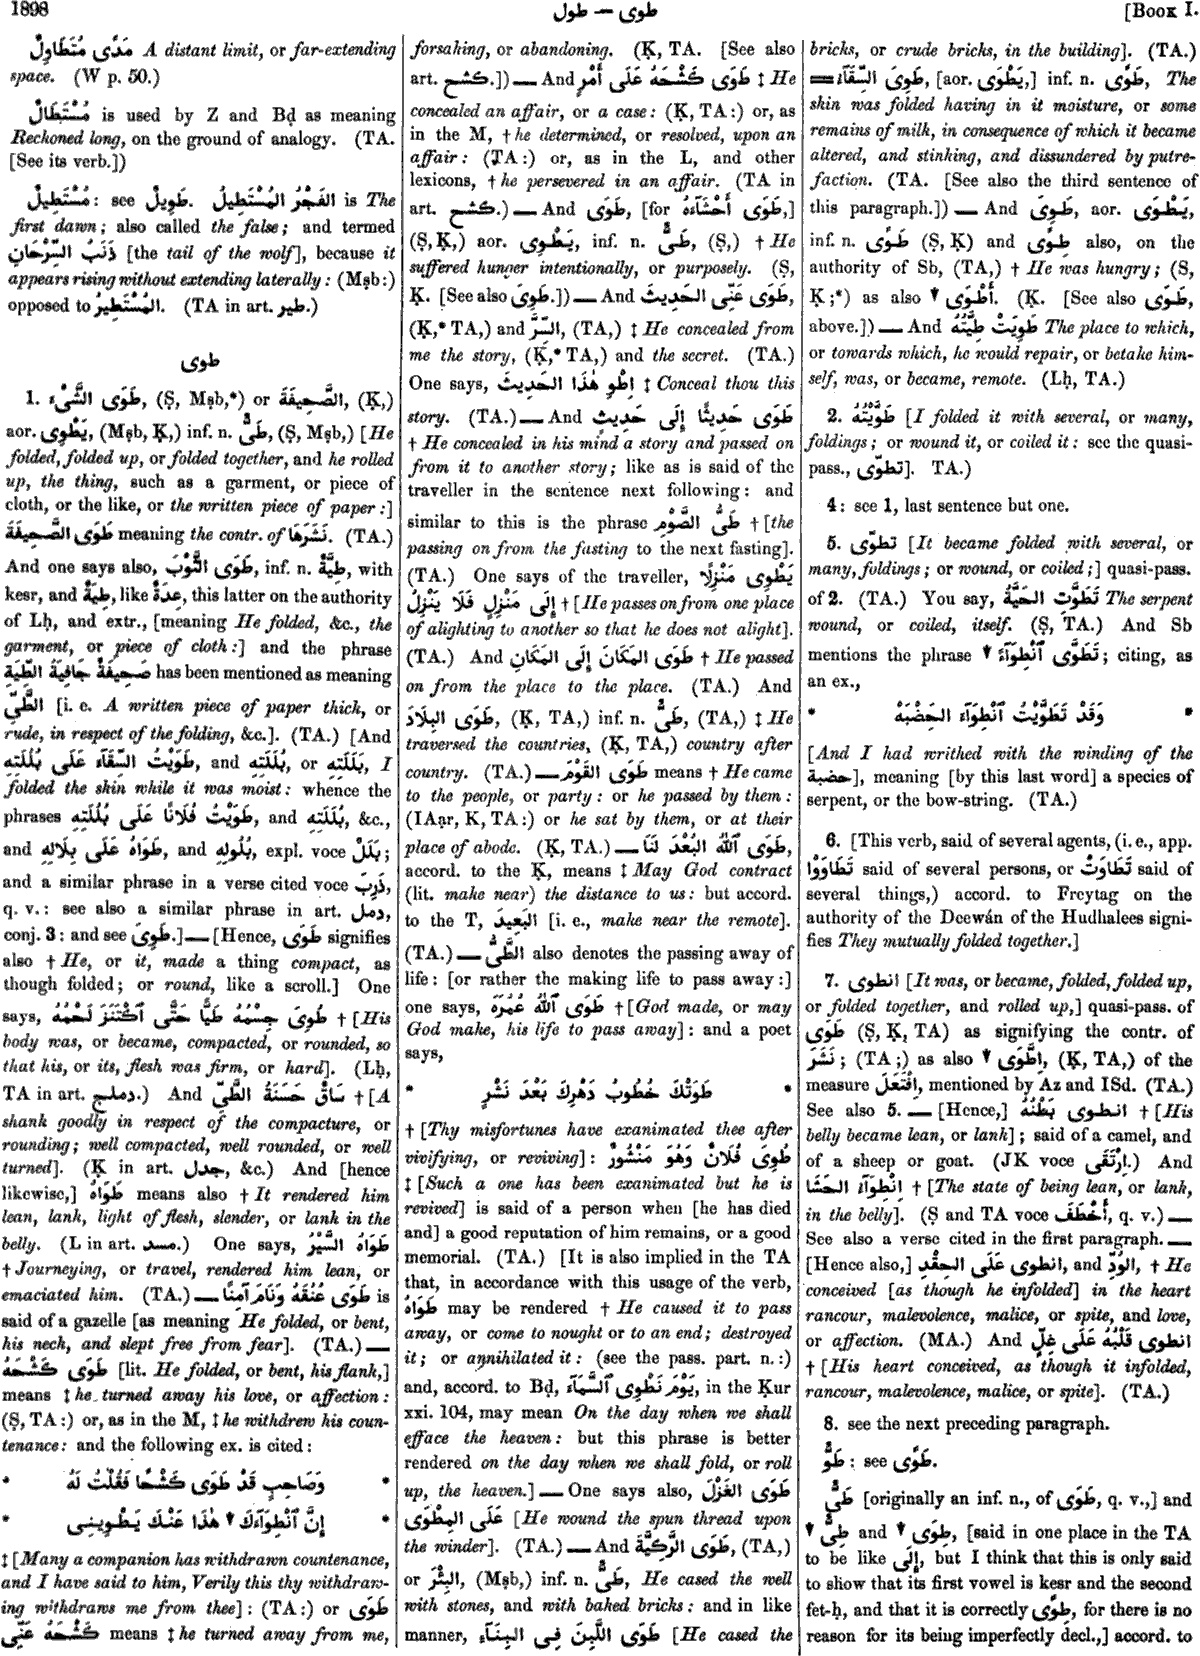 1898
طوى — طول
[Book I.
مَدًى مُتَطَاوِلٌ A distant limit, or far-extending
space. (W p. 50.)
مُسْتَطَالٌ is used by Z and Bḍ as meaning
Reckoned long, on the ground of analogy. (TA.
[See its verb.])
مُسْتَطِيلٌ: see طَوِيلٌ. الفَجْرُ المُسْتَطِيلُ is The
first dawn; also called the false; and termed
ذَنَبُ السِّرْحَانِ [the tail of the wolf], because it
appears rising without extending laterally: (Mṣb:)
opposed to المُسْتَطِيرُ. (TA in art. طير.)
طوى
1. طَوَى الشَّىْءَ, (Ṣ, Mṣb,*) or الصَّحِيفَةَ, (Ḳ,)
aor. يَطْوِى, (Mṣb, Ḳ,) inf. n. طَىٌّ, (Ṣ, Mṣb,) [He
folded, folded up, or folded together, and he rolled
up, the thing, such as a garment, or piece of
cloth, or the like, or the written piece of paper:]
طَوَى الصَّحِيفَةَ meaning the contr. of نَشَرَهَا. (TA.)
And one says also, طَوَى الثَّوْبَ, inf. n. طِيَّةٌ, with
kesr, and طِيَةٌ, like عِدَةٌ, this latter on the authority
of Lḥ, and extr., [meaning He folded, &c., the
garment, or piece of cloth:] and the phrase
صَحِيفَةٌ جَافِيَةُ الطِّيَةِ has been mentioned as meaning
الطَّىِّ [i. e. A written piece of paper thick, or
rude, in respect of the folding, &c.]. (TA.) [And
طَوَيْتُ السِّقَآءَ عَلَى بُلُلَتِهِ, and بُلَلَتِهِ, or بَلَلَتِهِ, I
folded the skin while it was moist: whence the
phrases طَوَيْتُ فُلَانًا عَلَى بُلُلَتِهِ, and بُلَلَتِهِ, &c.,
and طَوَاهُ عَلَى بِلَالِهِ, and بُلُولِهِ, expl. voce بَلَلٌ;
and a similar phrase in a verse cited voce ذَرِبَ,
q. v.: see also a similar phrase in art. دمل,
conj. 3: and see طَوِىَ.] — [Hence, طَوَى signifies
also † He, or it, made a thing compact, as
though folded; or round, like a scroll.] One
says, طُوِىَ جِسْمُهُ طَيًّا حَتَّى ٱكْتَنَزَ لَحْمُهُ † [His
body was, or became, compacted, or rounded, so
that his, or its, flesh was firm, or hard]. (Lḥ,
TA in art. دملج.) And سَاقٌ حَسَنَةُ الطَّىِّ † [A
shank goodly in respect of the compacture, or
rounding; well compacted, well rounded, or well
turned]. (Ḳ in art. جدل, &c.) And [hence
likewise,] طَوَاهُ means also † It rendered him
lean, lank, light of flesh, slender, or lank in the
belly. (L in art. مسد.) One says, طَوَاهُ السَّيْرُ
† Journeying, or travel, rendered him lean, or
emaciated him. (TA.) — طَوَى عُنُقَهُ وَنَامَ آمِنًا is
said of a gazelle [as meaning He folded, or bent,
his neck, and slept free from fear]. (TA.) —
طَوَى كَشْحَهُ [lit. He folded, or bent, his flank,]
means ‡ he turned away his love, or affection:
(Ṣ, TA:) or, as in the M, ‡ he withdrew his coun-
tenance: and the following ex. is cited:
* وَصَاحِبٍ قَدْ طَوَى كَشْحًا فَقُلْتُ لَهُ *
* إِنَّ ٱنْطِوَآءَكَ ▼ هٰذَا عَنْكَ يَطْوِينِى *
‡ [Many a companion has withdrawn countenance,
and I have said to him, Verily this thy withdraw-
ing withdraws me from thee]: (TA:) or طَوَى
كَشْحَهُ عَنِّى means ‡ he turned away from me,
forsaking, or abandoning. (Ḳ, TA. [See also
art. كشح.]) — And طَوَى كَشْحَهُ عَلَى أَمْرٍ ‡ He
concealed an affair, or a case: (Ḳ, TA:) or, as
in the M, † he determined, or resolved, upon an
affair: (TA:) or, as in the L, and other
lexicons, † he persevered in an affair. (TA in
art. كشح.) — And طَوَى, [for طَوَى أَحْشَآءَهُ,]
(Ṣ, Ḳ,) aor. يَطْوِى, inf. n. طَىٌّ, (Ṣ,) † He
suffered hunger intentionally, or purposely. (Ṣ,
Ḳ. [See also طَوِىَ.]) — And طَوَى عَنِّى الحَدِيثَ,
(Ḳ,* TA,) and السِّرَّ, (TA,) ‡ He concealed from
me the story, (Ḳ,* TA,) and the secret. (TA.)
One says, اِطْوِ هٰذَا الحَدِيثَ ‡ Conceal thou this
story. (TA.) — And طَوَى حَدِيثًا إِلَى حَدِيثٍ
† He concealed in his mind a story and passed on
from it to another story; like as is said of the
traveller in the sentence next following: and
similar to this is the phrase طَىُّ الصَّوْمِ † [the
passing on from the fasting to the next fasting].
(TA.) One says of the traveller, يَطْوِى مَنْزِلًا
إِلَى مَنْزِلٍ فَلَا يَنْزِلُ † [He passes on from one place
of alighting to another so that he does not alight].
(TA.) And طَوَى المَكَانَ إِلَى المَكَانِ † He passed
on from the place to the place. (TA.) And
طَوَى البِلَادَ, (Ḳ, TA,) inf. n. طَىٌّ, (TA,) ‡ He
traversed the countries, (Ḳ, TA,) country after
country. (TA.) — طَوَى القَوْمَ means † He came
to the people, or party: or he passed by them:
(IAạr, K, TA:) or he sat by them, or at their
place of abode. (Ḳ, TA.) — طَوَى ٱللّٰهُ البُعْدَ لَنَا,
accord. to the Ḳ, means ‡ May God contract
(lit. make near) the distance to us: but accord.
to the T, البَعِيدَ [i. e., make near the remote].
(TA.) — الطَّىُّ also denotes the passing away of
life: [or rather the making life to pass away:]
one says, طَوَى ٱللّٰهُ عُمُرَهُ † [God made, or may
God make, his life to pass away]: and a poet
says,
* طَوَتْكَ خُطُوبُ دَهْرِكَ بَعْدَ نَشْرٍ *
† [Thy misfortunes have exanimated thee after
vivifying, or reviving]: طُوِىَ فُلَانٌ وَهُوَ مَنْشُورٌ
‡ [Such a one has been exanimated but he is
revived] is said of a person when [he has died
and] a good reputation of him remains, or a good
memorial. (TA.) [It is also implied in the TA
that, in accordance with this usage of the verb,
طَوَاهُ may be rendered † He caused it to pass
away, or come to nought or to an end; destroyed
it; or annihilated it: (see the pass. part. n.:)
and, accord. to Bḍ, يَوْمَ نَطْوِى ٱلسَّمَآءَ, in the Ḳur
xxi. 104, may mean On the day when we shall
efface the heaven: but this phrase is better
rendered on the day when we shall fold, or roll
up, the heaven.] — One says also, طَوَى الغَزْلَ
عَلَى المِطْوَى [He wound the spun thread upon
the winder]. (TA.) — And طَوَى الرَّكِيَّةَ, (TA,)
or البِئْرَ, (Mṣb,) inf. n. طَىٌّ, He cased the well
with stones, and with baked bricks: and in like
manner, طَوَى اللَّبِنَ فِى البِنَآءِ [He cased the
bricks, or crude bricks, in the building]. (TA.)
= طَوِىَ السِّقَآءُ, [aor. يَطْوَى,] inf. n. طَوًى, The
skin was folded having in it moisture, or some
remains of milk, in consequence of which it became
altered, and stinking, and dissundered by putre-
faction. (TA. [See also the third sentence of
this paragraph.]) — And طَوِىَ, aor. يَطْوَى,
inf. n. طَوًى (Ṣ, Ḳ) and طِوًى also, on the
authority of Sb, (TA,) † He was hungry; (S,
Ḳ;*) as also ▼ أَطْوَى. (Ḳ. [See also طَوَى,
above.]) — And طَوِيَتْ طِيَّتُهُ The place to which,
or towards which, he would repair, or betake him-
self, was, or became, remote. (Lḥ, TA.)
2. طَوَّيْتُهُ [I folded it with several, or many,
foldings; or wound it, or coiled it: see the quasi-
pass., تطوّى]. TA.)
4: see 1, last sentence but one.
5. تطوّى [It became folded with several, or
many, foldings; or wound, or coiled;] quasi-pass.
of 2. (TA.) You say, تَطَوَّتِ الحَيَّةُ The serpent
wound, or coiled, itself. (Ṣ, TA.) And Sb
mentions the phrase ▼ تَطَوَّى ٱنْطِوَآءً; citing, as
an ex.,
* وَقَدْ تَطَوَّيْتُ ٱنْطِوَآءَ الحَضْبَهْ *
[And I had writhed with the winding of the
حضبة], meaning [by this last word] a species of
serpent, or the bow-string. (TA.)
6. [This verb, said of several agents, (i. e., app.
تَطَاوَوْا said of several persons, or تَطَاوَتْ said of
several things,) accord. to Freytag on the
authority of the Deewán of the Hudhalees signi-
fies They mutually folded together.]
7. انطوى [It was, or became, folded, folded up,
or folded together, and rolled up,] quasi-pass. of
طَوَى (Ṣ, Ḳ, TA) as signifying the contr. of
نَشَرَ; (TA;) as also ▼ اِطَّوَى, (Ḳ, TA,) of the
measure اِفْتَعَلَ, mentioned by Az and ISd. (TA.)
See also 5. — [Hence,] انطوى بَطْنُهُ † [His
belly became lean, or lank]; said of a camel, and
of a sheep or goat. (JK voce اِرْتَقَى.) And
اِنْطِوَآءُ الحَشَا † [The state of being lean, or lank,
in the belly]. (Ṣ and TA voce أَخْطَفَ, q. v.) —
See also a verse cited in the first paragraph. —
[Hence also,] انطوى عَلَى الحِقْدِ, and الوُدِّ, † He
conceived [as though he infolded] in the heart
rancour, malevolence, malice, or spite, and love,
or affection. (MA.) And انطوى قَلْبُهُ عَلَى غِلٍّ
† [His heart conceived, as though it infolded,
rancour, malevolence, malice, or spite]. (TA.)
8. see the next preceding paragraph.
طَوٌّ: see طَوًى.
طَىٌّ [originally an inf. n., of طَوَى, q. v.,] and
▼ طِىٌّ and ▼ طِوَى, [said in one place in the TA
to be like إِلَى, but I think that this is only said
to show that its first vowel is kesr and the second
fet-ḥ, and that it is correctly طِوًى, for there is no
reason for its being imperfectly decl.,] accord. to